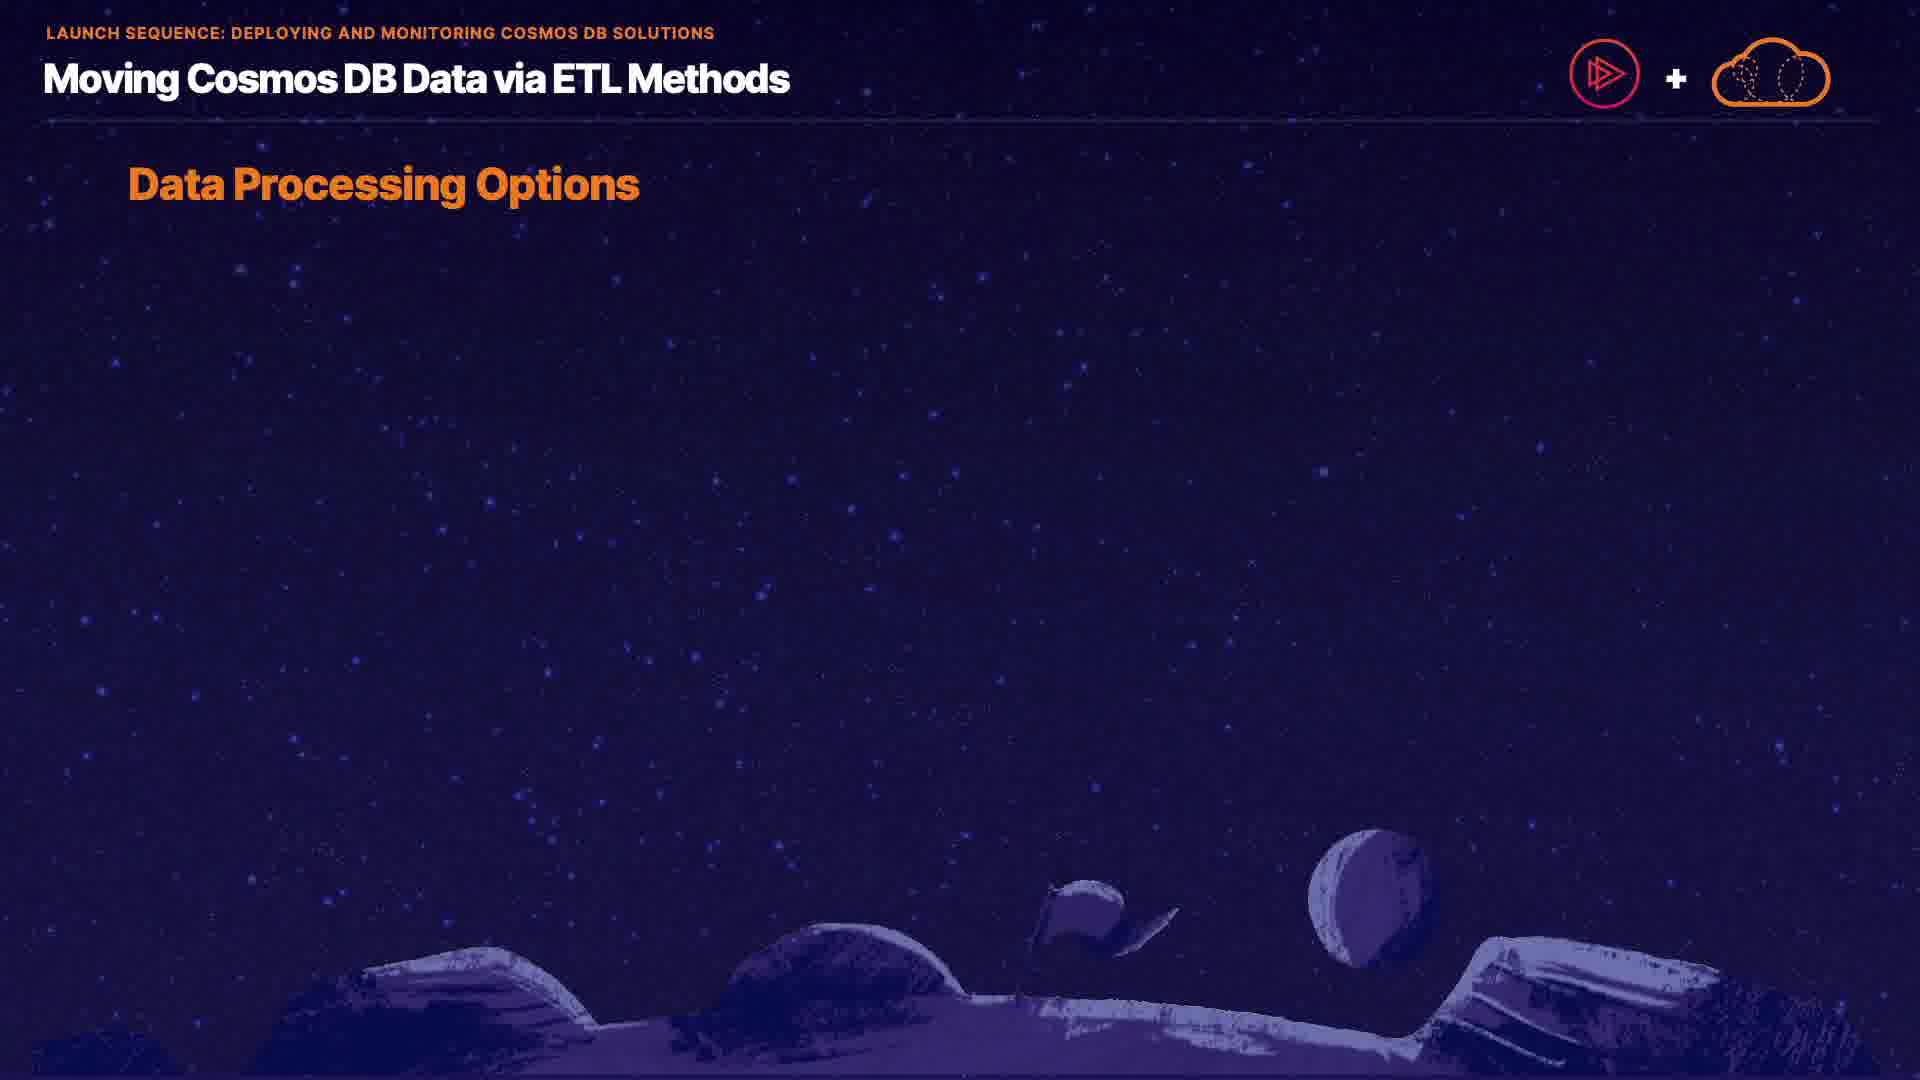 LAUNCH SEQUENCE: DEPLOYING AND MONITORING COSMOS DB SOLUTIONS
Moving Cosmos DB Data via ETL Methods
+
Data Processing Options